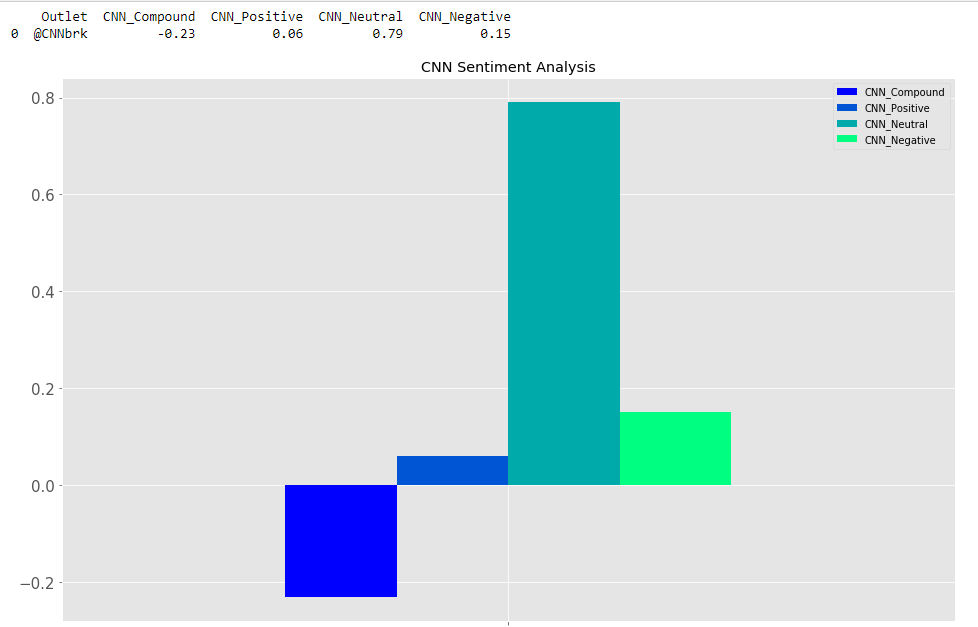 Outlet CNN_Compound CNN_Positive CNN_Neutral CNN_Negative
0 @CNNbrk -0.23 0.06 0.79 0.15
CNN Sentiment Analysis
CNN_Compound
CNN_Positive
CNN_Neutral
CNN_Negative
0.8
0.6
0.4
0.2
0.0
−0.2